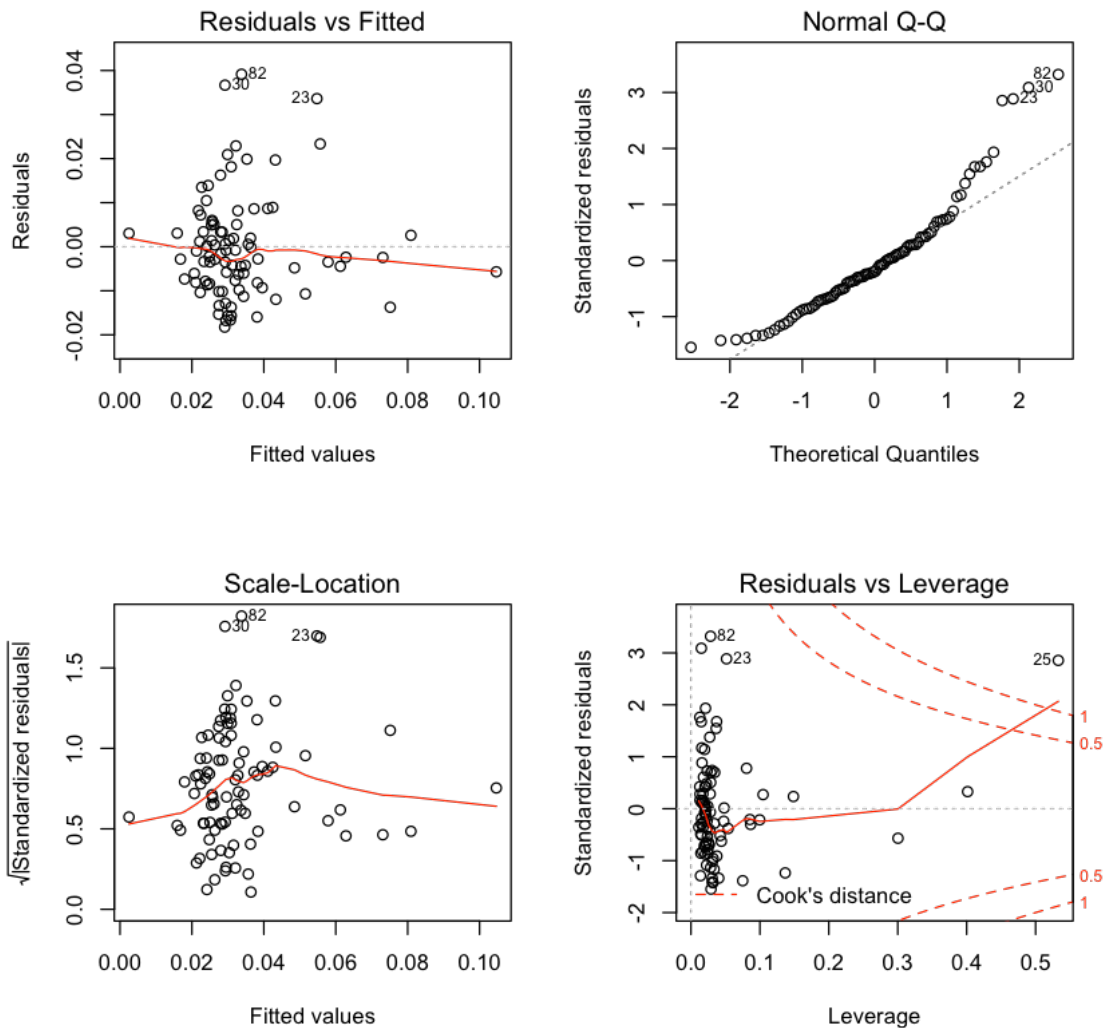 Residuals vs Fitted
Residuals
-0.02
0.00
0.02
0.04
82
30
23
0.00 0.02 0.04 0.06 0.08 0.10
Fitted values
Normal Q-Q
Standardized residuals
-1
0
1
2
3
82
30
23
-2 -1 0 1 2
Theoretical Quantiles
Scale-Location
√|Standardized residuals|
0.0
0.5
1.0
1.5
82
30
23
0.00 0.02 0.04 0.06 0.08 0.10
Fitted values
Residuals vs Leverage
Standardized residuals
-2
-1
0
1
2
3
82
23
25
1
0.5
0.5
1
Cook's distance
0.0 0.1 0.2 0.3 0.4 0.5
Leverage